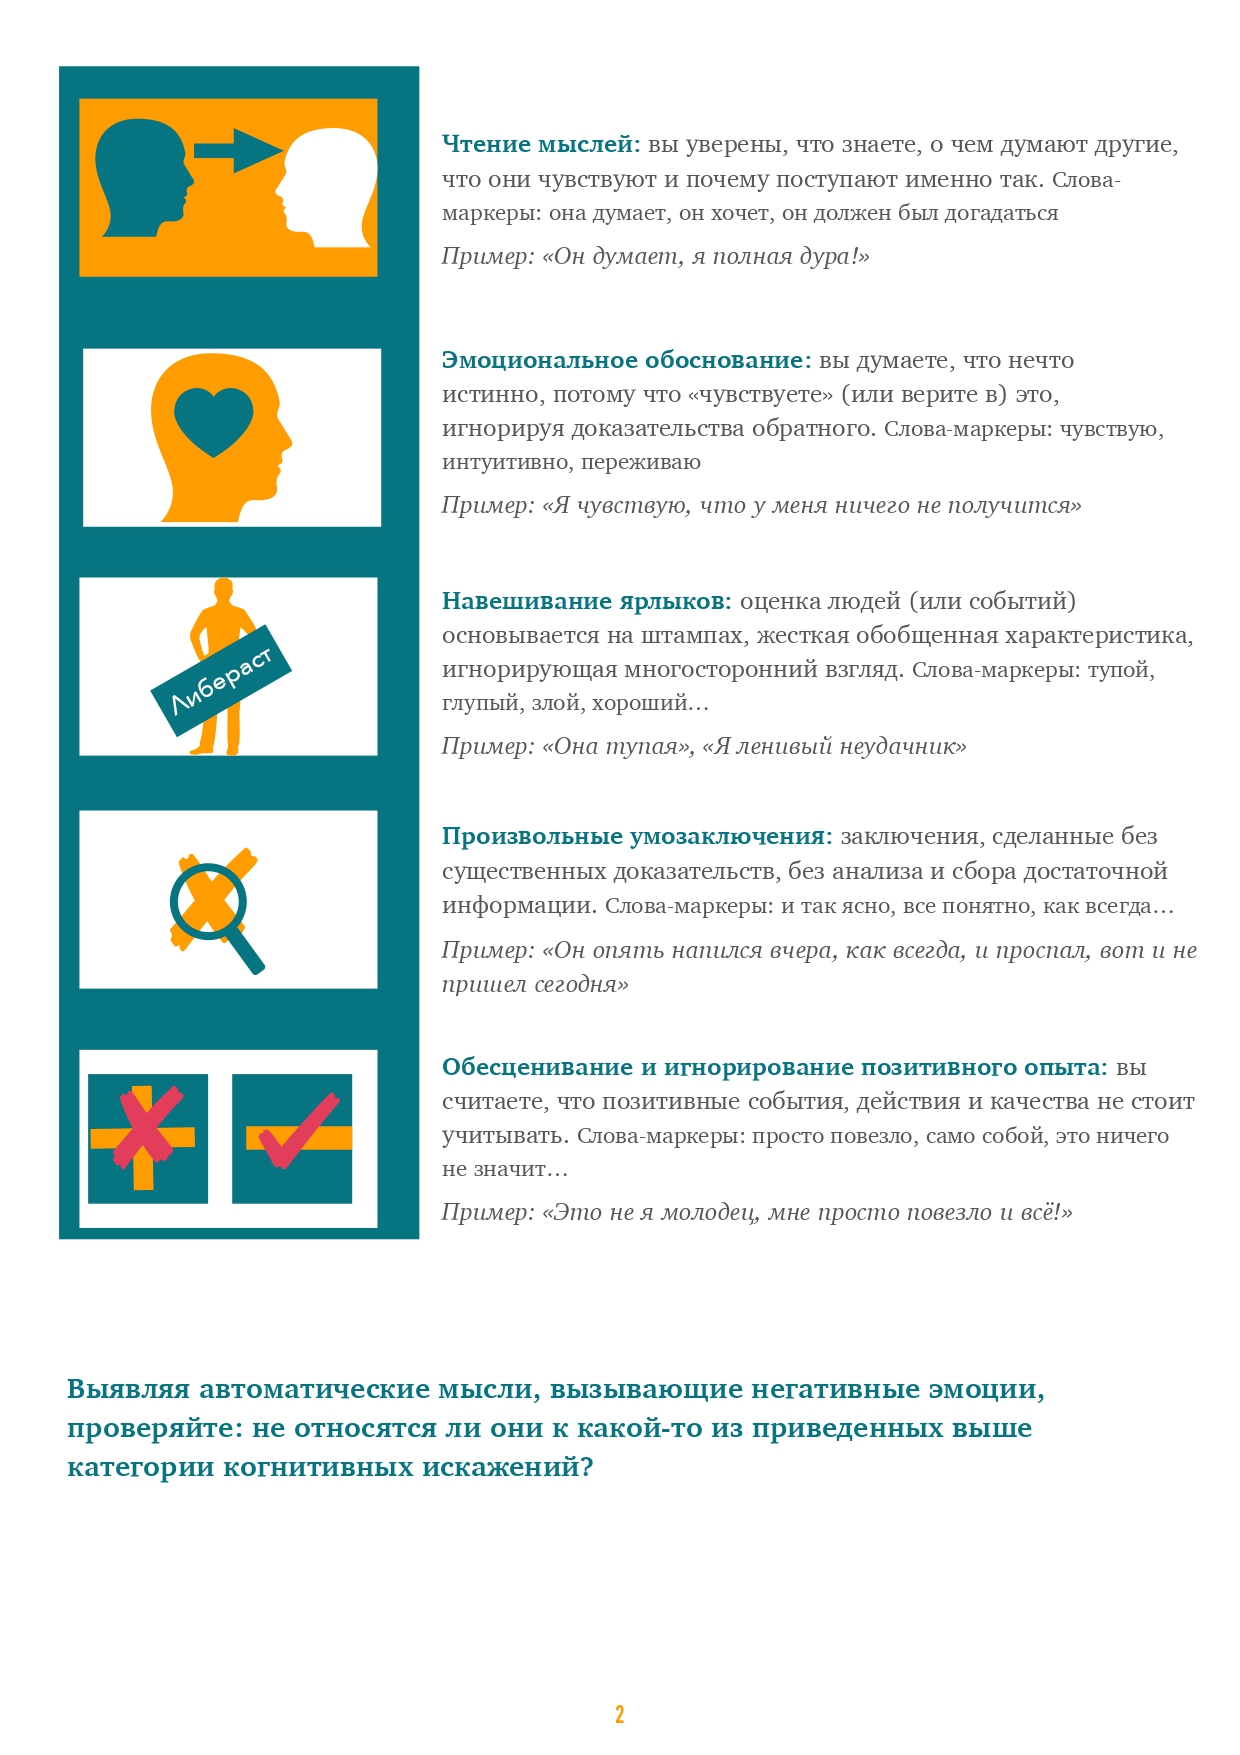 Чтение мыслей: вы уверены, что знаете, о чем думают другие,
что они чувствуют и почему поступают именно так. Слова-
маркеры: она думает, он хочет, он должен был догадаться
Пример: «Он думает, я полная дура!»
Эмоциональное обоснование: вы думаете, что нечто
истинно, потому что «чувствуете» (или верите в) это,
игнорируя доказательства обратного. Слова-маркеры: чувствую,
интуитивно, переживаю
Пример: «Я чувствую, что у меня ничего не получится»
Либераст
Навешивание ярлыков: оценка людей (или событий)
основывается на штампах, жесткая обобщенная характеристика,
игнорирующая многосторонний взгляд. Слова-маркеры: тупой,
глупый, злой, хороший...
Пример: «Она тупая», «Я ленивый неудачник»
Произвольные умозаключения: заключения, сделанные без
существенных доказательств, без анализа и сбора достаточной
информации. Слова-маркеры: и так ясно, все понятно, как всегда...
Пример: «Он опять напился вчера, как всегда, и проспал, вот и не
пришел сегодня»
Обесценивание и игнорирование позитивного опыта: вы
считаете, что позитивные события, действия и качества не стоит
учитывать. Слова-маркеры: просто повезло, само собой, это ничего
не значит...
Пример: «Это не я молодец, мне просто повезло и всё!»
Выявляя автоматические мысли, вызывающие негативные эмоции,
проверяйте: не относятся ли они к какой-то из приведенных выше
категории когнитивных искажений?
2